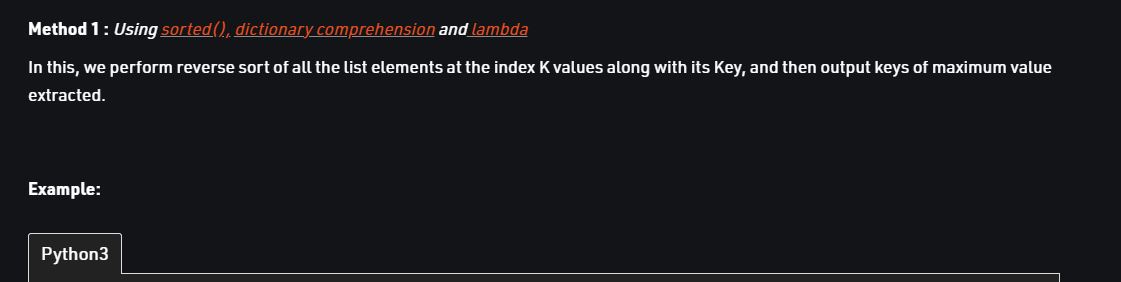 Method 1 : Using sorted(), dictionary comprehension and lambda
In this, we perform reverse sort of all the list elements at the index K values along with its Key, and then output keys of maximum value
extracted.
Example:
Python3